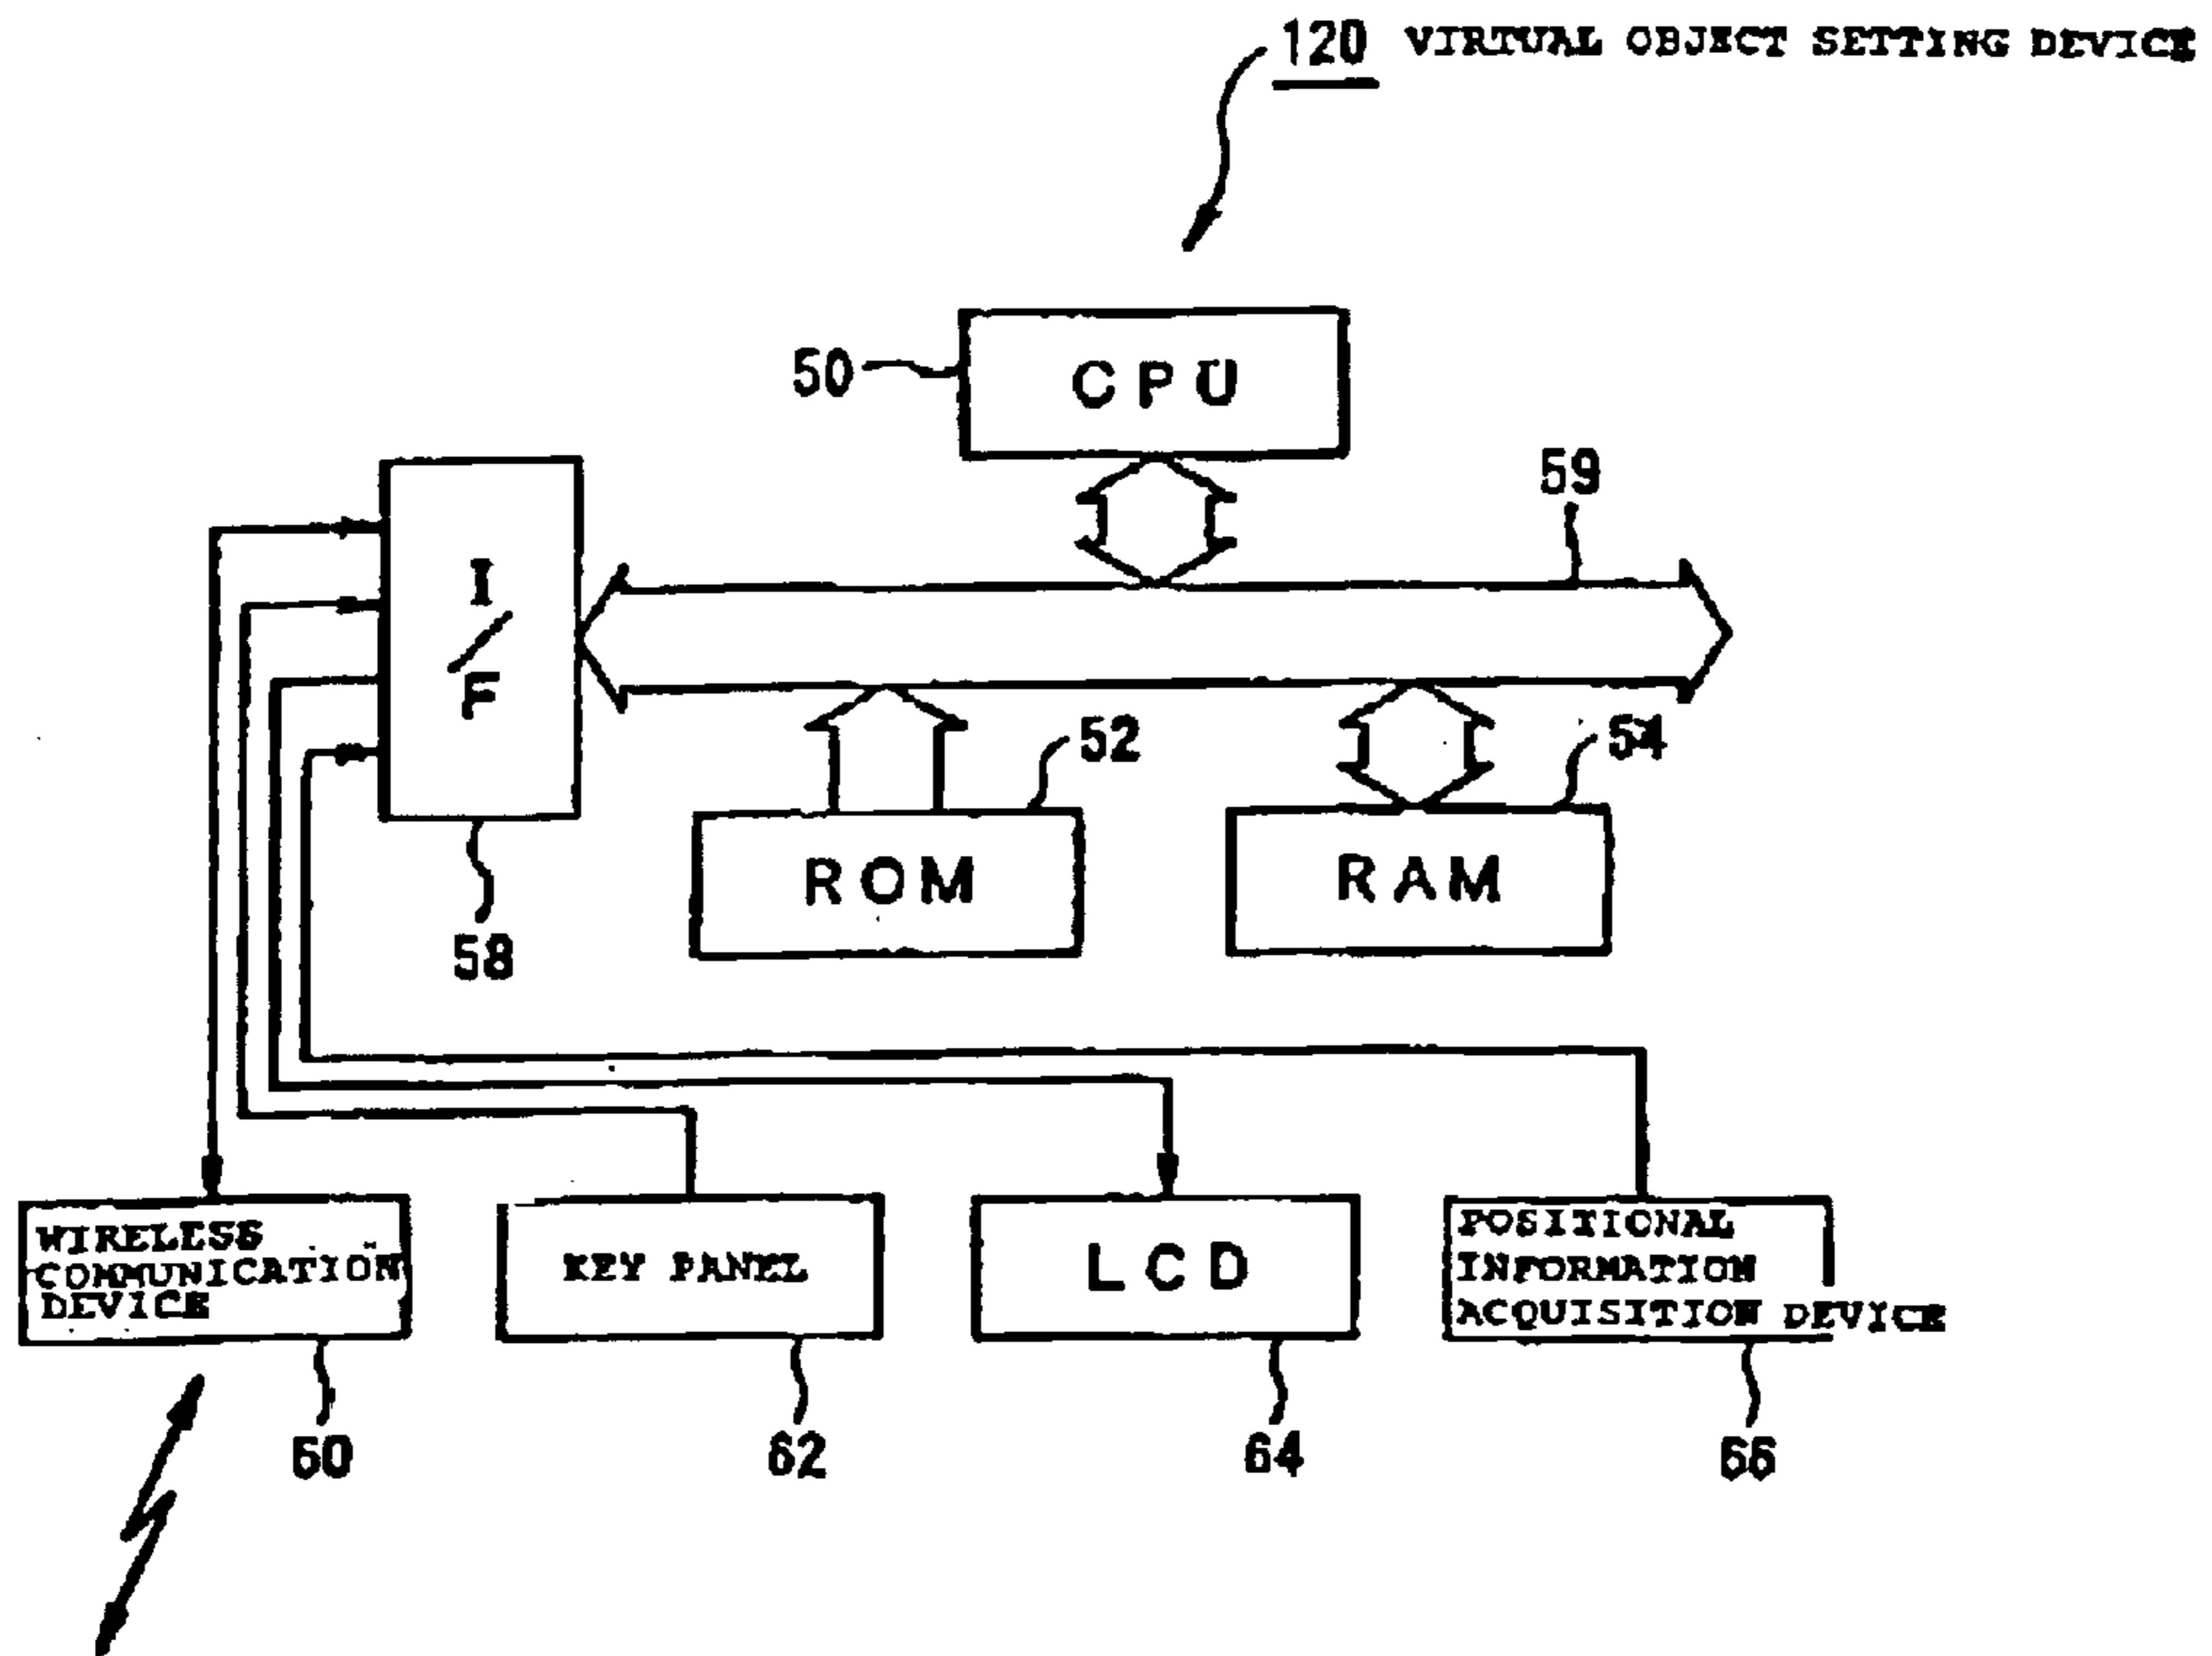 120 VIRTUAL OBJECT SETTING DEVICE
50
CPU
59
I
/
F
52
54
ROM
RAM
58
WIRELESS
COMMUNICATION
DEVICE
KEY PANEL
LCD
POSITIONAL
INFORMATION
ACQUISITION DEVICE
60
62
64
66